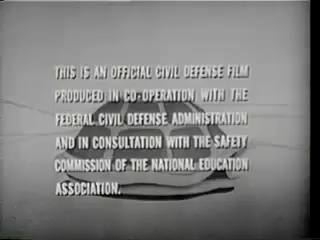 THIS IS AN OFFICIAL CIVIL DEFENSE FILM
PRODUCED IN CO-OPERATION WITH THE
FEDERAL CIVIL DEFENSE ADMINISTRATION
AND IN CONSULTATION WITH THE SAFETY
COMMISSION OF THE NATIONAL EDUCATION
ASSOCIATION.